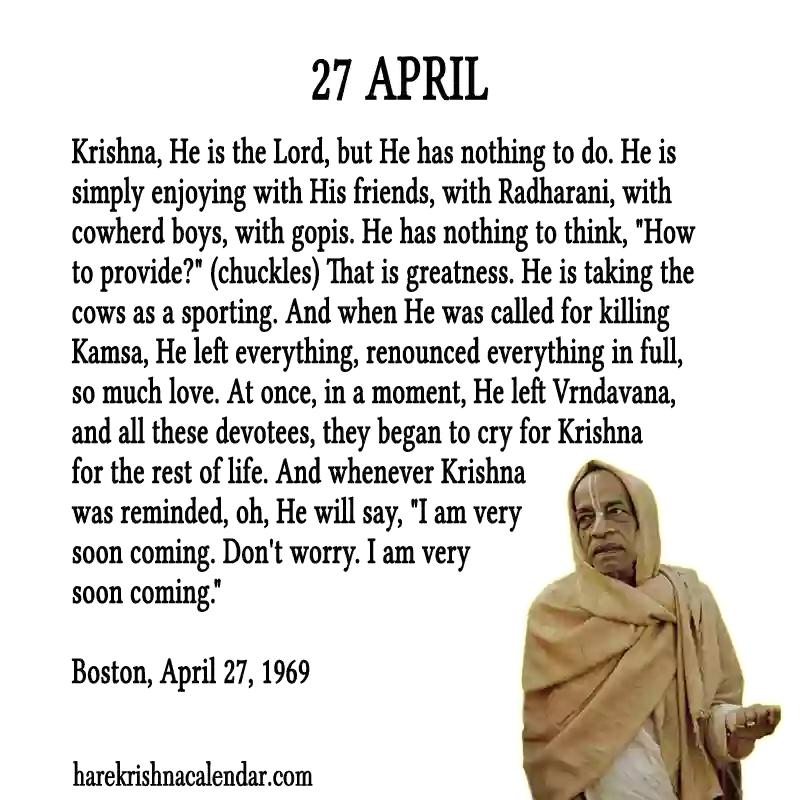 27 APRIL
Krishna, He is the Lord, but He has nothing to do. He is
simply enjoying with His friends, with Radharani, with
cowherd boys, with gopis. He has nothing to think, "How
to provide?" (chuckles) That is greatness. He is taking the
cows as a sporting. And when He was called for killing
Kamsa, He left everything, renounced everything in full,
so much love. At once, in a moment, He left Vrndavana,
and all these devotees, they began to cry for Krishna
for the rest of life. And whenever Krishna
was reminded, oh, He will say, "I am very
soon coming. Don't worry. I am very
soon coming."
Boston, April 27, 1969
harekrishnacalendar.com